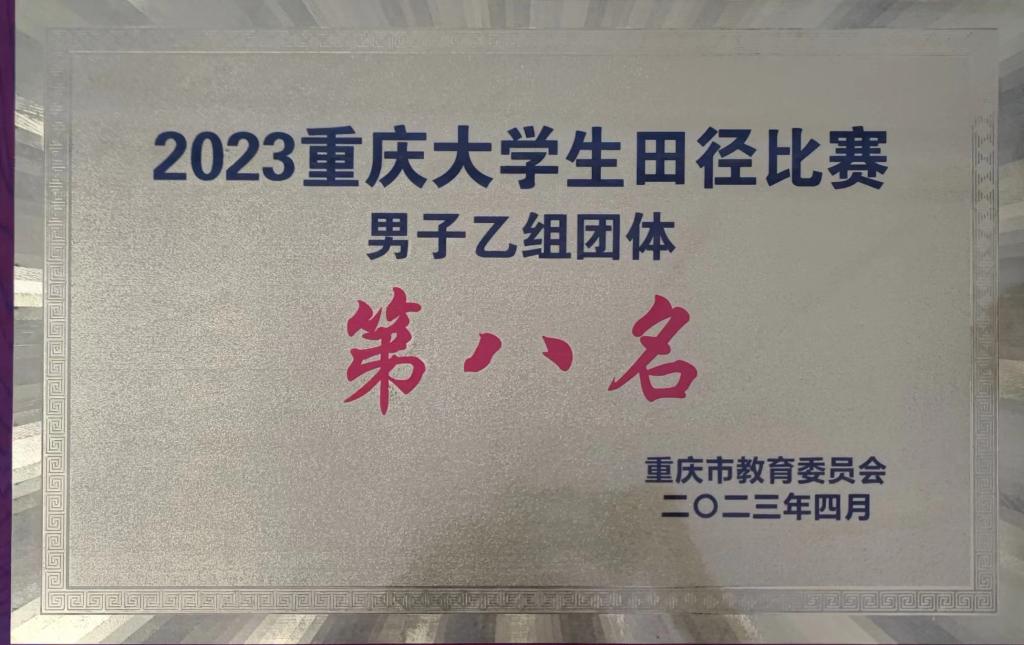 2023重庆大学生田径比赛
男子乙组团体
第八名
重庆市教育委员会
二〇二三年四月